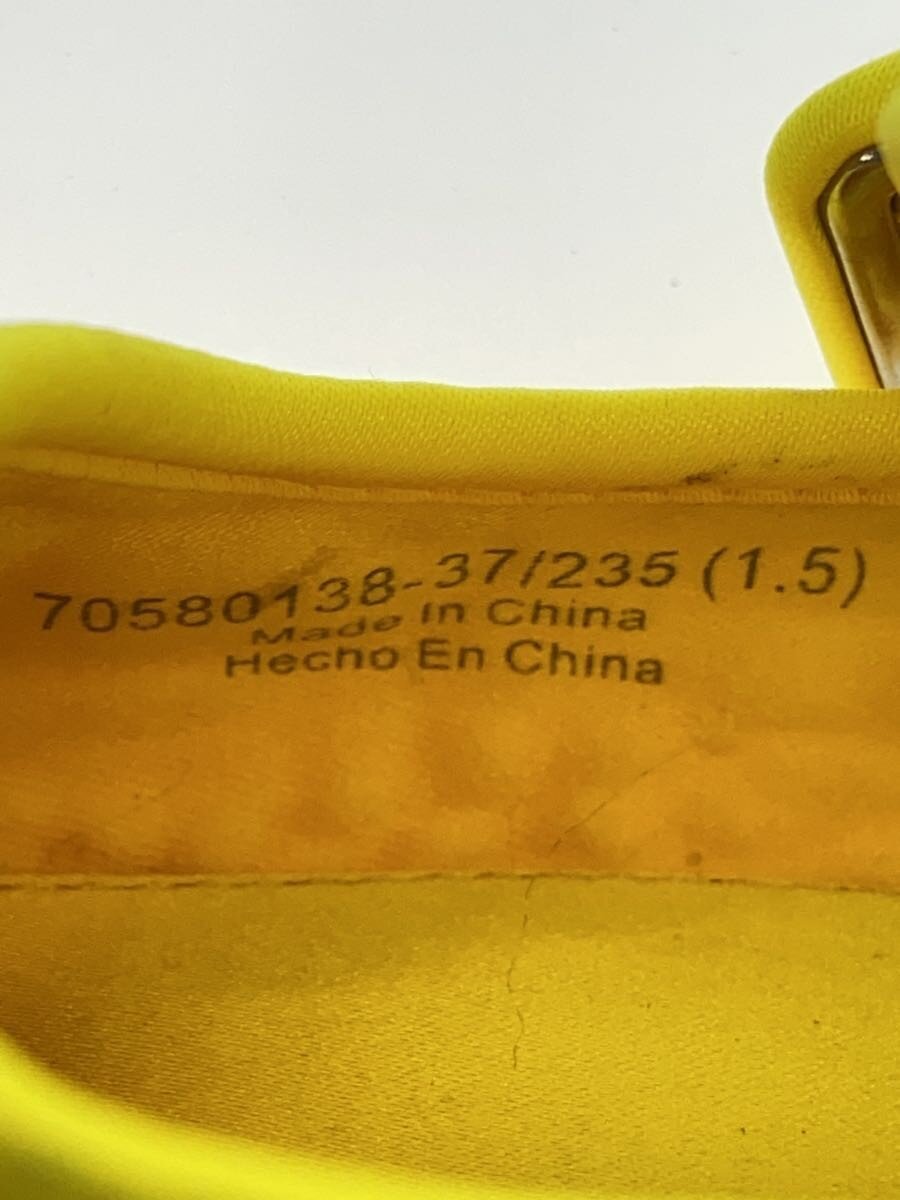 70580138-37/235 (1.5)
Made In China
Hecho En China